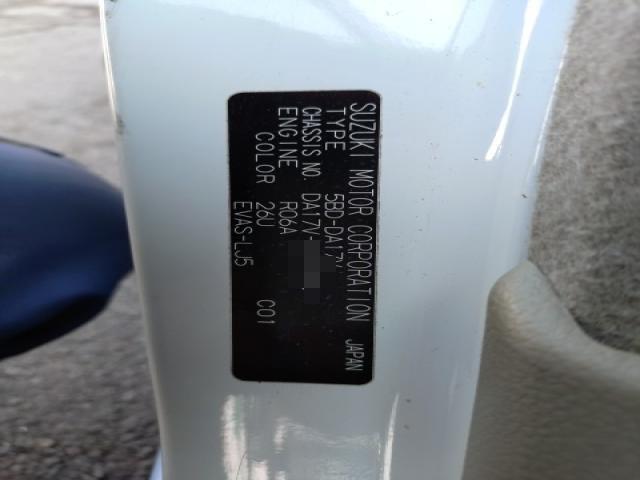 SUZUKI MOTOR CORPORATION JAPAN
TYPE 5BD-DA17V
CHASSIS NO. DA17V-
ENGINE R06A
COLOR 26U C01
EVAS-LJ5